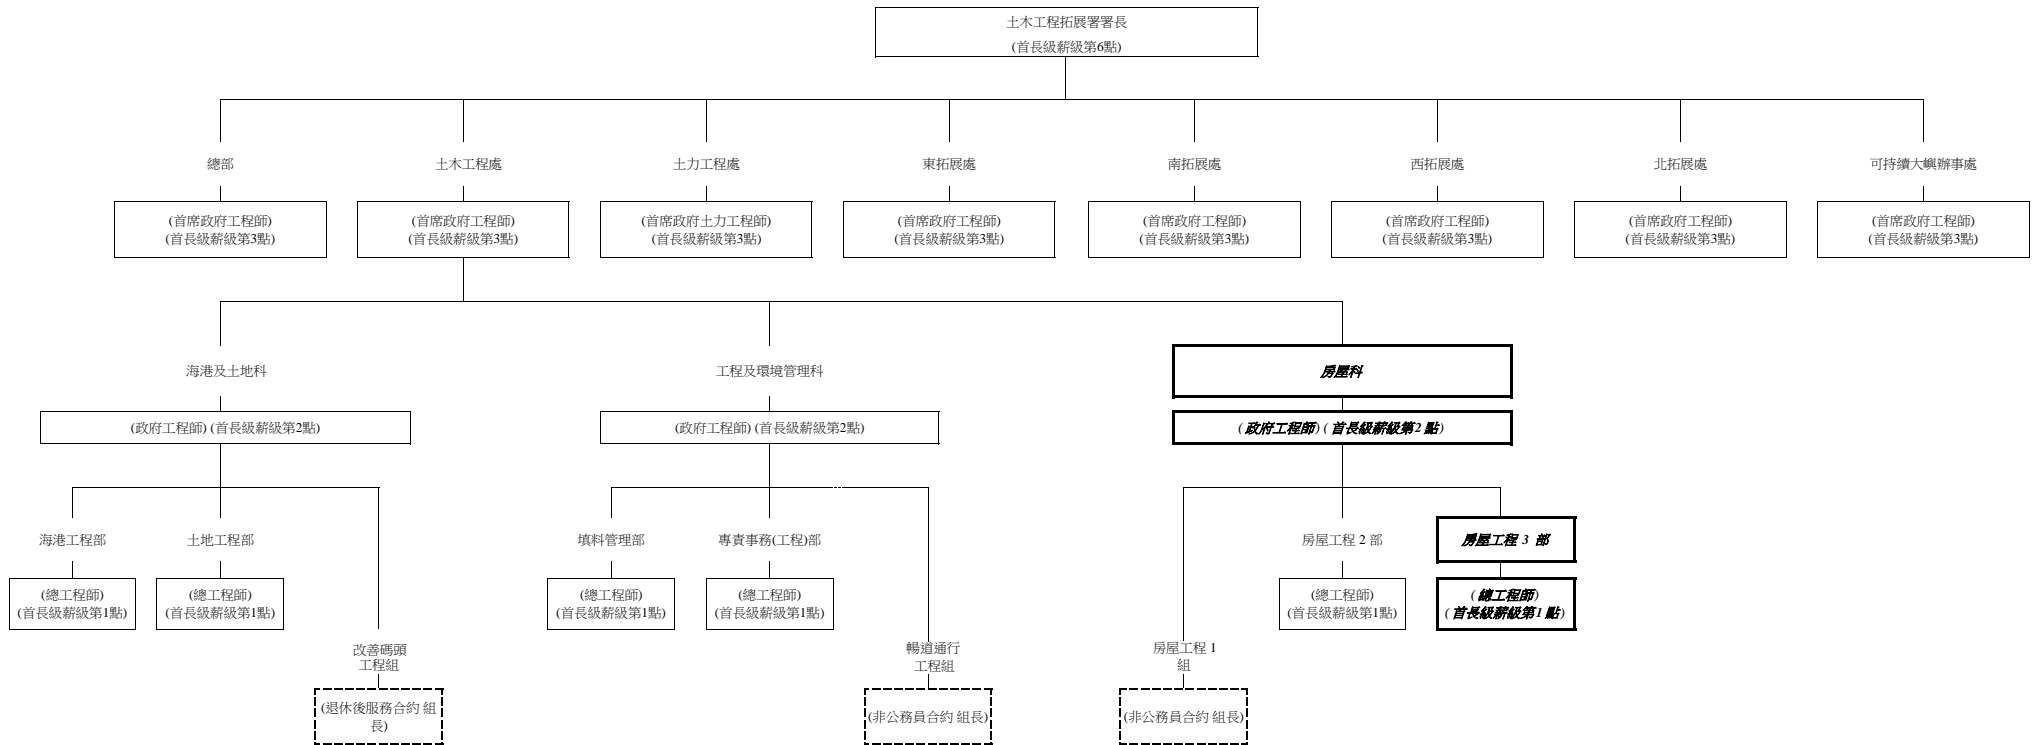 土木工程拓展署署長
(首長級薪級第6點)
總部
土木工程處
土力工程處
東拓展處
南拓展處
西拓展處
北拓展處
可持續大嶼辦事處
(首席政府工程師)
(首長級薪級第3點)
(首席政府工程師)
(首長級薪級第3點)
(首席政府土力工程師)
(首長級薪級第3點)
(首席政府工程師)
(首長級薪級第3點)
(首席政府工程師)
(首長級薪級第3點)
(首席政府工程師)
(首長級薪級第3點)
(首席政府工程師)
(首長級薪級第3點)
(首席政府工程師)
(首長級薪級第3點)
海港及土地科
工程及環境管理科
房屋科
(政府工程師) (首長級薪級第2點)
(政府工程師) (首長級薪級第2點)
(政府工程師) (首長級薪級第2點)
海港工程部
土地工程部
填料管理部
專責事務(工程)部
房屋工程 2 部
房屋工程 3 部
(總工程師)
(首長級薪級第1點)
(總工程師)
(首長級薪級第1點)
(總工程師)
(首長級薪級第1點)
(總工程師)
(首長級薪級第1點)
(總工程師)
(首長級薪級第1點)
(總工程師)
(首長級薪級第1點)
改善碼頭
工程組
暢道通行
工程組
房屋工程 1
組
(退休後服務合約 組
長)
(非公務員合約 組長)
(非公務員合約 組長)